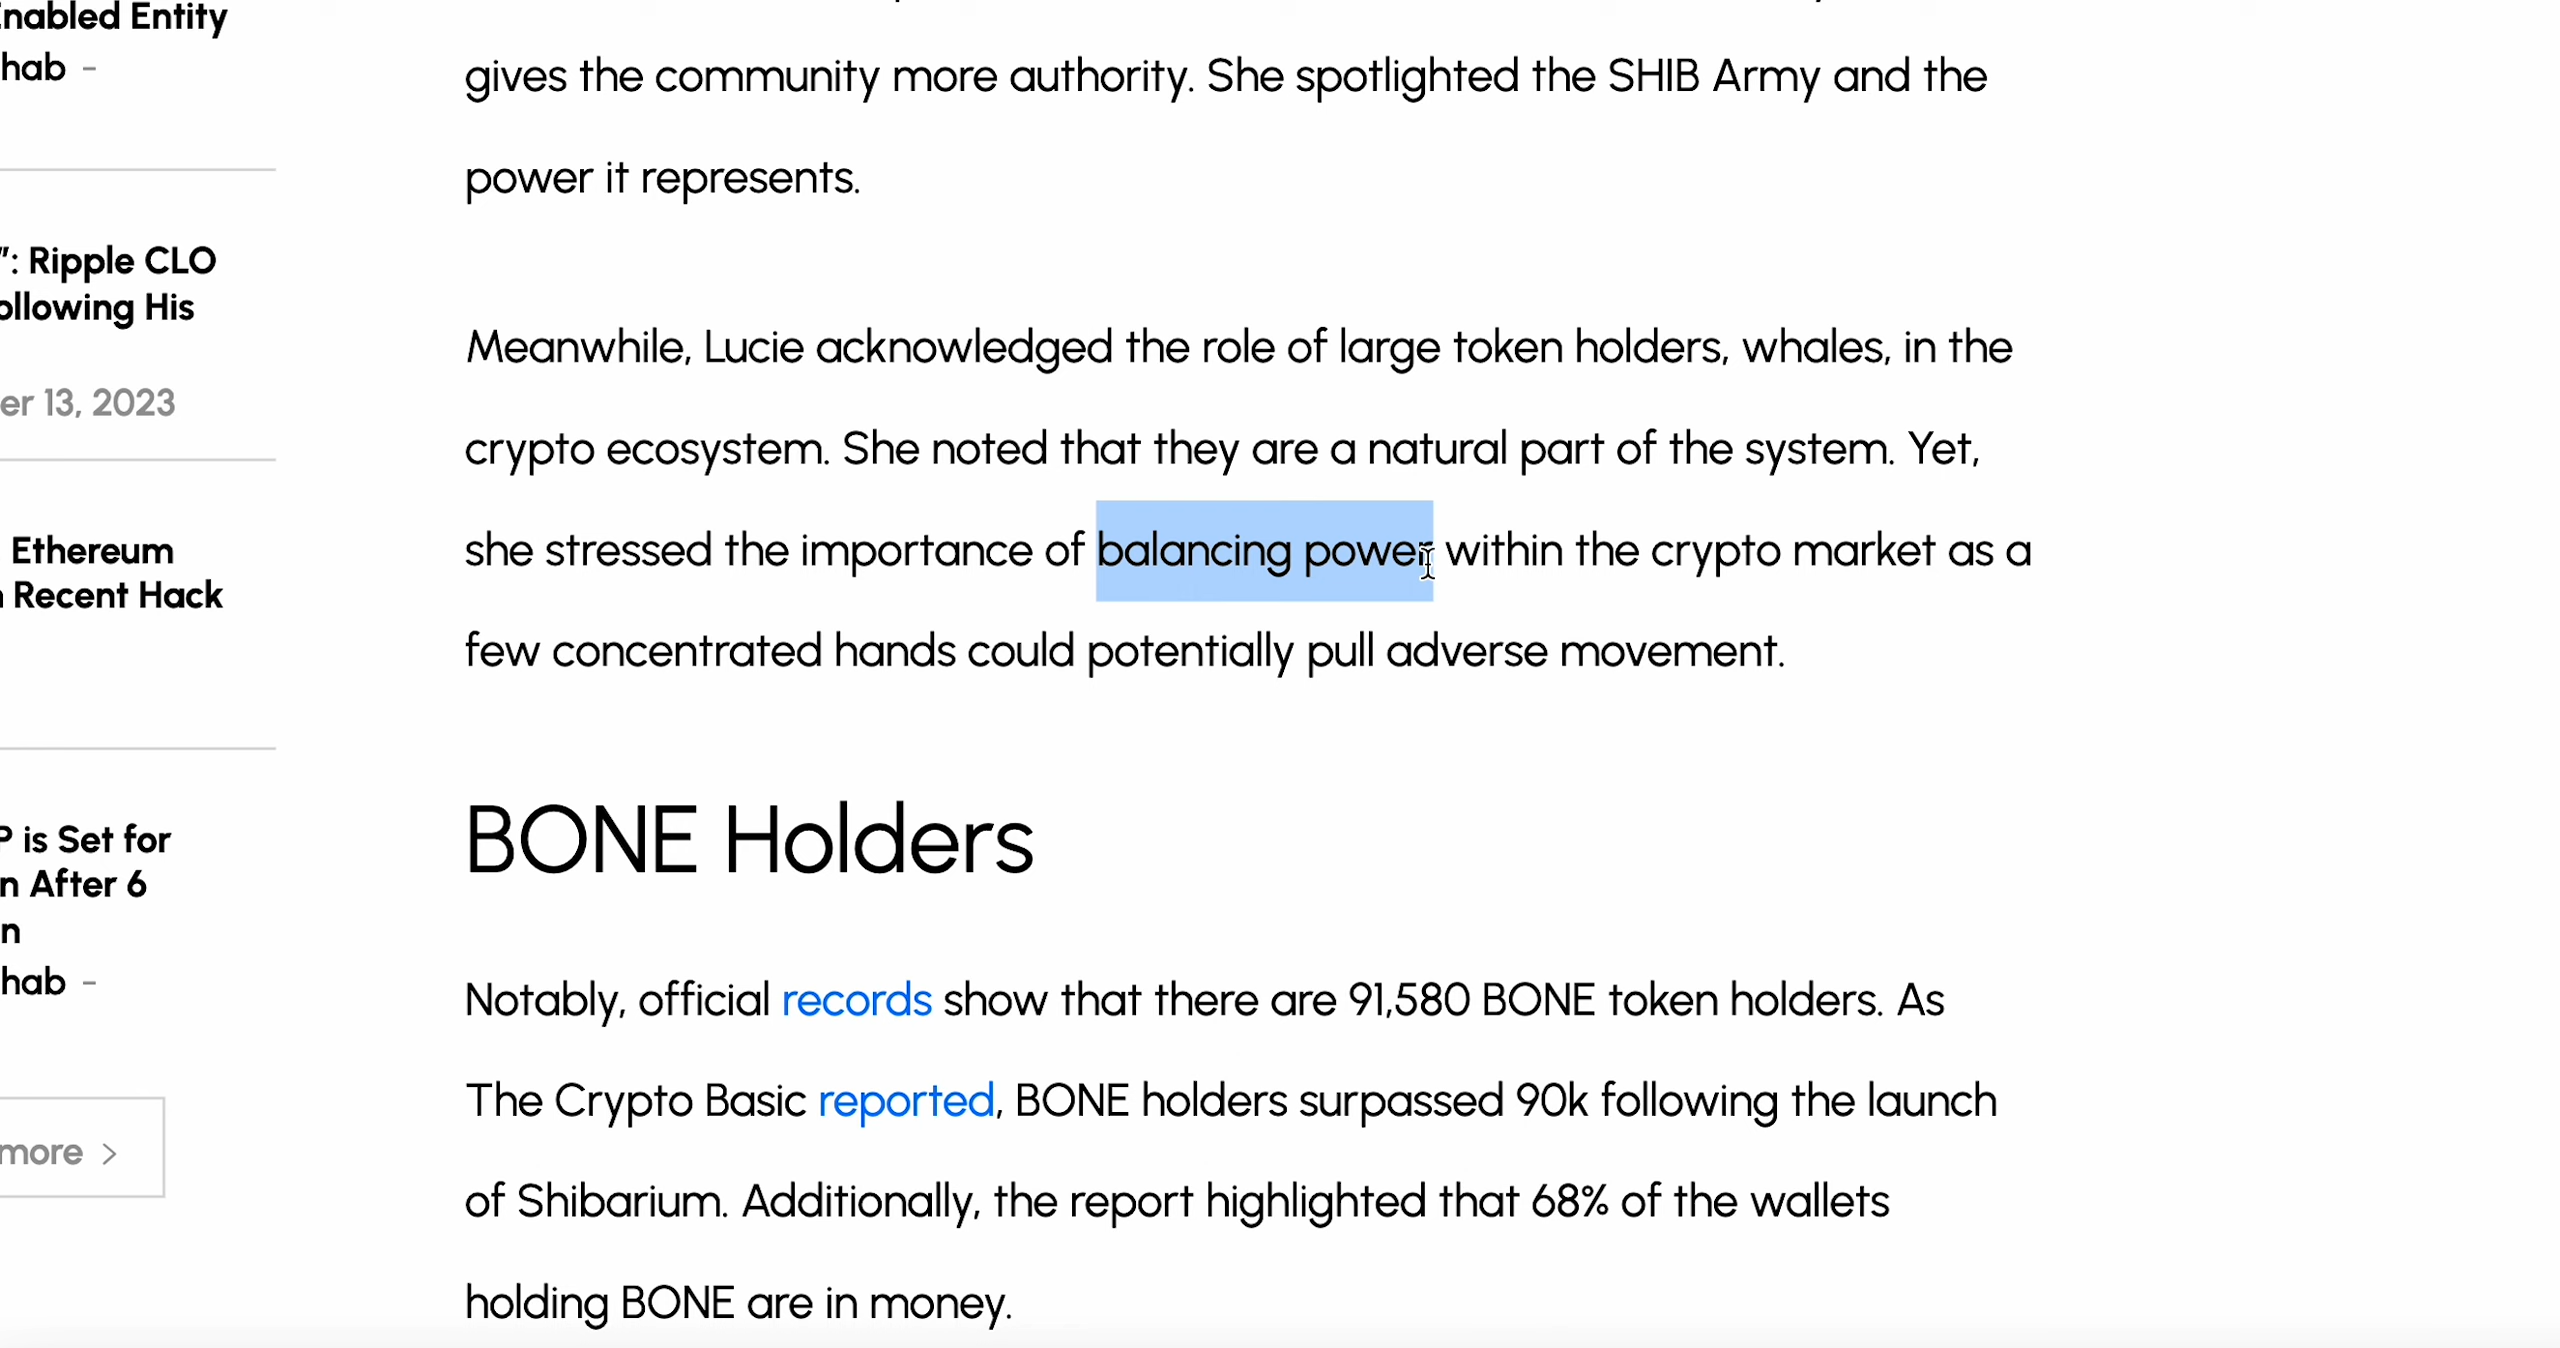 Enabled Entity
hab -
": Ripple CLO
ollowing His
er 13, 2023
Ethereum
Recent Hack
P is Set for
n After 6
n
hab -
more >
gives the community more authority. She spotlighted the SHIB Army and the
power it represents.
Meanwhile, Lucie acknowledged the role of large token holders, whales, in the
crypto ecosystem. She noted that they are a natural part of the system. Yet,
she stressed the importance of balancing power within the crypto market as a
few concentrated hands could potentially pull adverse movement.
BONE Holders
Notably, official records show that there are 91,580 BONE token holders. As
The Crypto Basic reported, BONE holders surpassed 90k following the launch
of Shibarium. Additionally, the report highlighted that 68% of the wallets
holding BONE are in money.